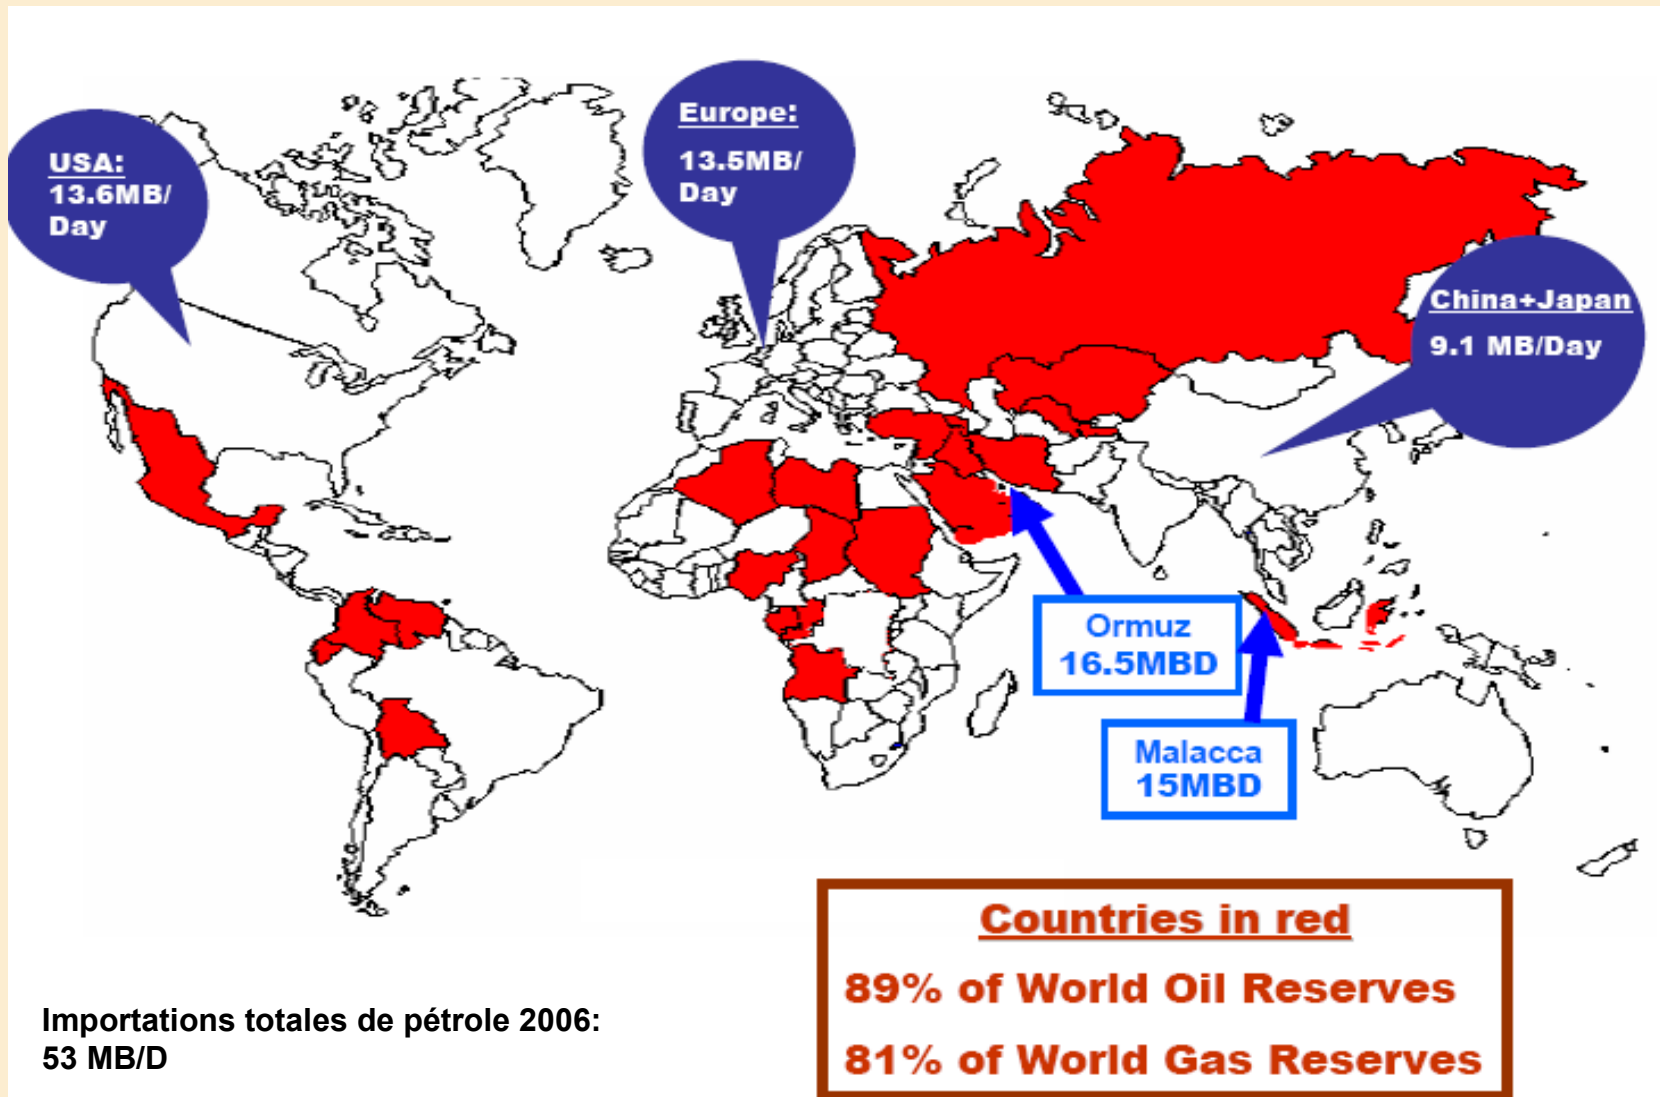 USA:
13.6MB/
Day
Europe:
13.5MB/
Day
China+Japan
9.1 MB/Day
Ormuz
16.5MBD
Malacca
15MBD
Countries in red
89% of World Oil Reserves
81% of World Gas Reserves
Importations totales de pétrole 2006:
53 MB/D